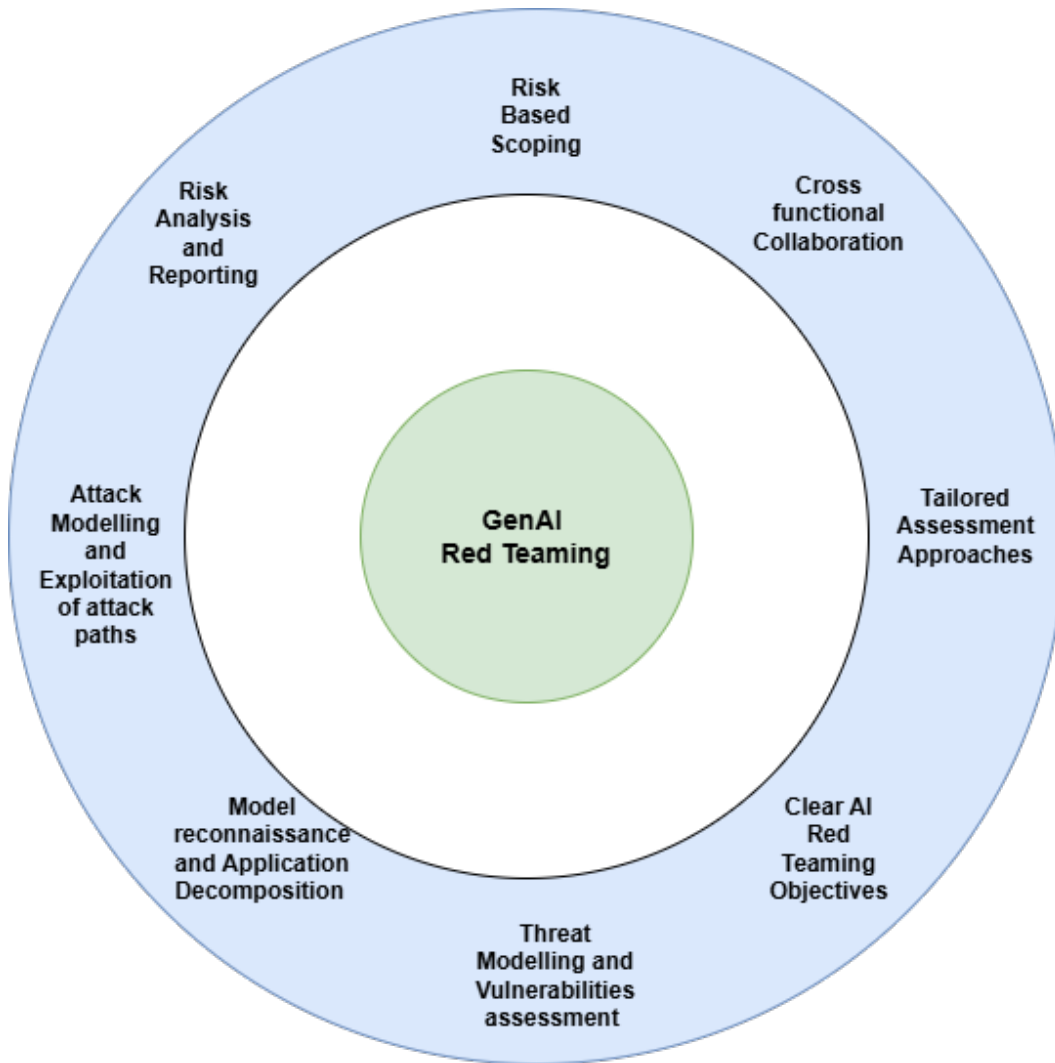 Risk
Based
Scoping
Cross
functional
Collaboration
Tailored
Assessment
Approaches
Clear AI
Red
Teaming
Objectives
Threat
Modelling and
Vulnerabilities
assessment
Model
reconnaissance
and Application
Decomposition
Attack
Modelling
and
Exploitation
of attack
paths
Risk
Analysis
and
Reporting
GenAI
Red Teaming